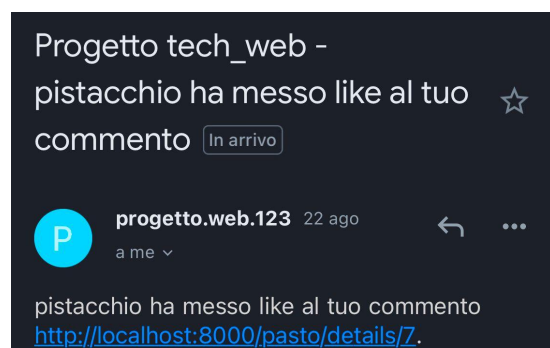 Progetto tech_web -
pistacchio ha messo like al tuo
commento In arrivo
P
progetto.web.123 22 ago
a me
pistacchio ha messo like al tuo commento
http://localhost:8000/pasto/details/7.